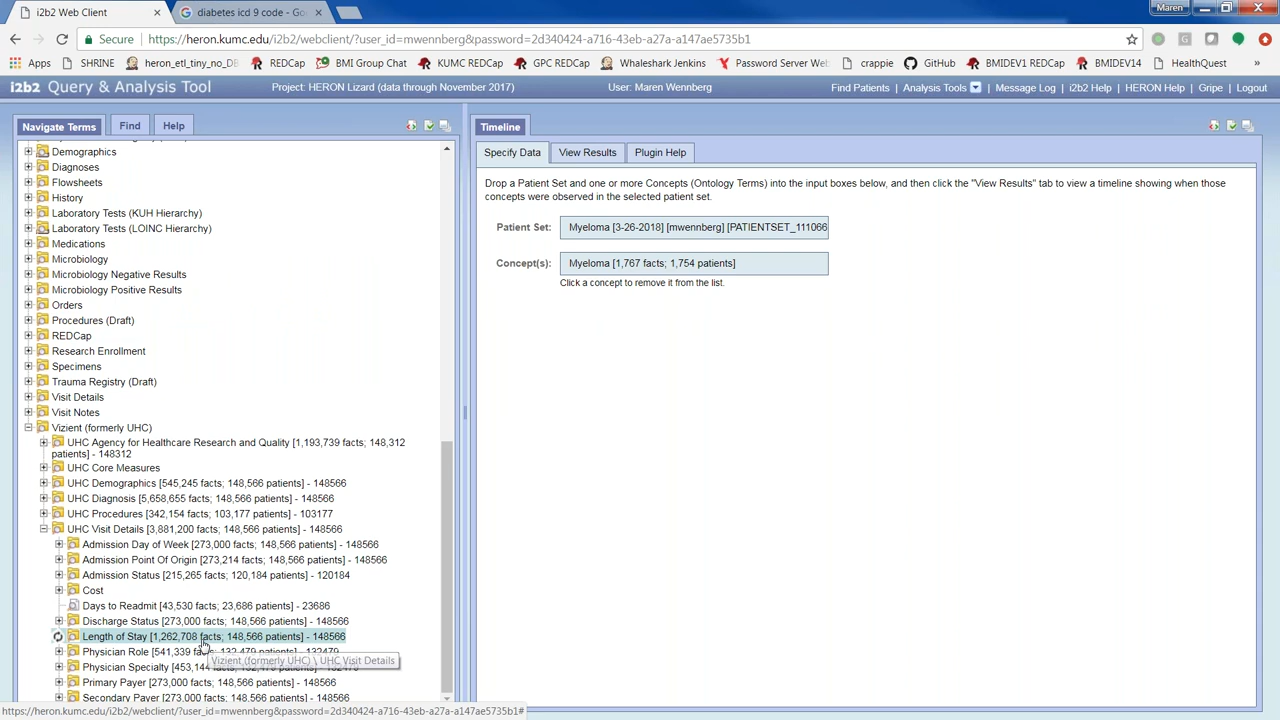 i2b2 Web Client
diabetes icd 9 code - Go
Maren
Secure
https://heron.kumc.edu/i2b2/webclient/?user_id=mwennberg&password=2d340424-a716-43eb-a27a-a147ae5735b1
Apps SHRINE heron_etl_tiny_no_DB REDCap BMI Group Chat KUMC REDCap GPC REDCap Whaleshark Jenkins Password Server Web crappie GitHub BMIDEV1 REDCap BMIDEV14 HealthQuest »
i2b2 Query & Analysis Tool
Project: HERON Lizard (data through November 2017)
User: Maren Wennberg
Find Patients | Analysis Tools | Message Log | i2b2 Help | HERON Help | Gripe | Logout
Navigate Terms Find Help
Demographics
Diagnoses
Flowsheets
History
Laboratory Tests (KUH Hierarchy)
Laboratory Tests (LOINC Hierarchy)
Medications
Microbiology
Microbiology Negative Results
Microbiology Positive Results
Orders
Procedures (Draft)
REDCap
Research Enrollment
Specimens
Trauma Registry (Draft)
Visit Details
Visit Notes
Vizient (formerly UHC)
UHC Agency for Healthcare Research and Quality [1,193,739 facts; 148,312
patients] - 148312
UHC Core Measures
UHC Demographics [545,245 facts; 148,566 patients] - 148566
UHC Diagnosis [5,658,655 facts; 148,566 patients] - 148566
UHC Procedures [342,154 facts; 103,177 patients] - 103177
UHC Visit Details [3,881,200 facts; 148,566 patients] - 148566
Admission Day of Week [273,000 facts; 148,566 patients] - 148566
Admission Point Of Origin [273,214 facts; 148,566 patients] - 148566
Admission Status [215,265 facts; 120,184 patients] - 120184
Cost
Days to Readmit [43,530 facts; 23,686 patients] - 23686
Discharge Status [273,000 facts; 148,566 patients] - 148566
Length of Stay [1,262,708 facts; 148,566 patients] - 148566
Physician Role [541,339 facts; 132,479 patients] - 132479
Vizient (formerly UHC) \ UHC Visit Details
Physician Specialty [453,14
Primary Payer [273,000 facts; 148,566 patients] - 148566
Secondary Payer [273,000 facts; 148,566 patients] - 148566
https://heron.kumc.edu/i2b2/webclient/?user_id=mwennberg&password=2d340424-a716-43eb-a27a-a147ae5735b1#
Timeline
Specify Data View Results Plugin Help
Drop a Patient Set and one or more Concepts (Ontology Terms) into the input boxes below, and then click the "View Results" tab to view a timeline showing when those
concepts were observed in the selected patient set.
Patient Set: Myeloma [3-26-2018] [mwennberg] [PATIENTSET_111066
Concept(s): Myeloma [1,767 facts; 1,754 patients]
Click a concept to remove it from the list.